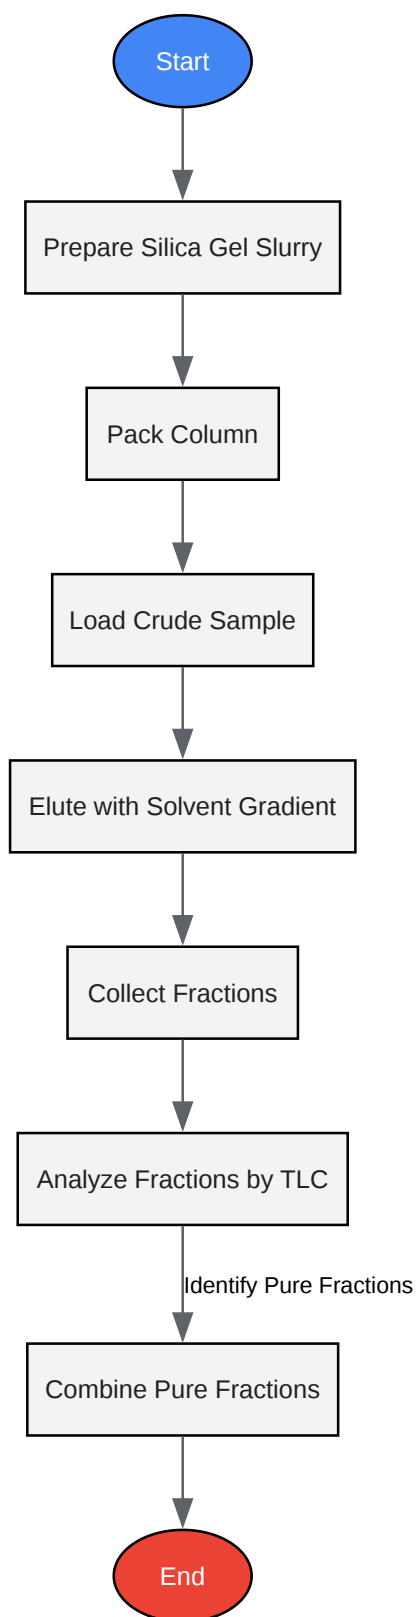 Start
Prepare Silica Gel Slurry
Pack Column
Load Crude Sample
Elute with Solvent Gradient
Collect Fractions
Analyze Fractions by TLC
Identify Pure Fractions
Combine Pure Fractions
End